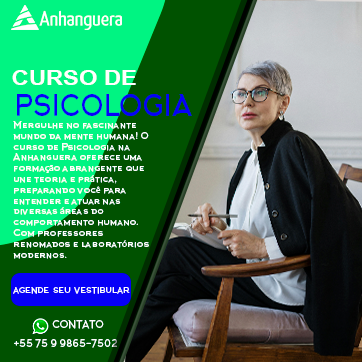 Anhanguera
CURSO DE
PSICOLOGIA
Mergulhe no fascinante
mundo da mente humana! O
curso de Psicologia na
Anhanguera oferece uma
formação abrangente que
une teoria e prática,
preparando você para
entender e atuar nas
diversas áreas do
comportamento humano.
Com professores
renomados e laboratórios
modernos.
AGENDE SEU VESTIBULAR
CONTATO
+55 75 9 9865-7502